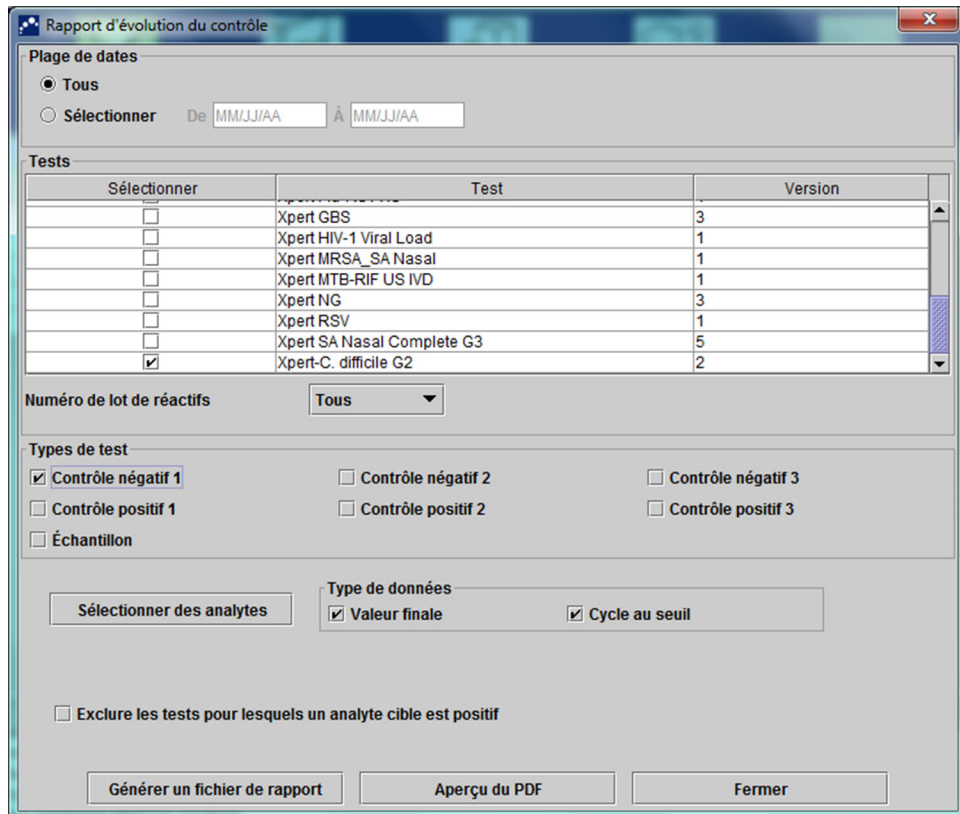 Rapport d'évolution du contrôle
Plage de dates
Tous
Sélectionner De MM/JJ/AA À MM/JJ/AA
Tests
Sélectionner Test Version
Xpert GBS 3
Xpert HIV-1 Viral Load 1
Xpert MRSA_SA Nasal 1
Xpert MTB-RIF US IVD 1
Xpert NG 3
Xpert RSV 1
Xpert SA Nasal Complete G3 5
Xpert-C. difficile G2 2
Numéro de lot de réactifs Tous
Types de test
Contrôle négatif 1 Contrôle négatif 2 Contrôle négatif 3
Contrôle positif 1 Contrôle positif 2 Contrôle positif 3
Échantillon
Type de données
Sélectionner des analytes Valeur finale Cycle au seuil
Exclure les tests pour lesquels un analyte cible est positif
Générer un fichier de rapport Aperçu du PDF Fermer